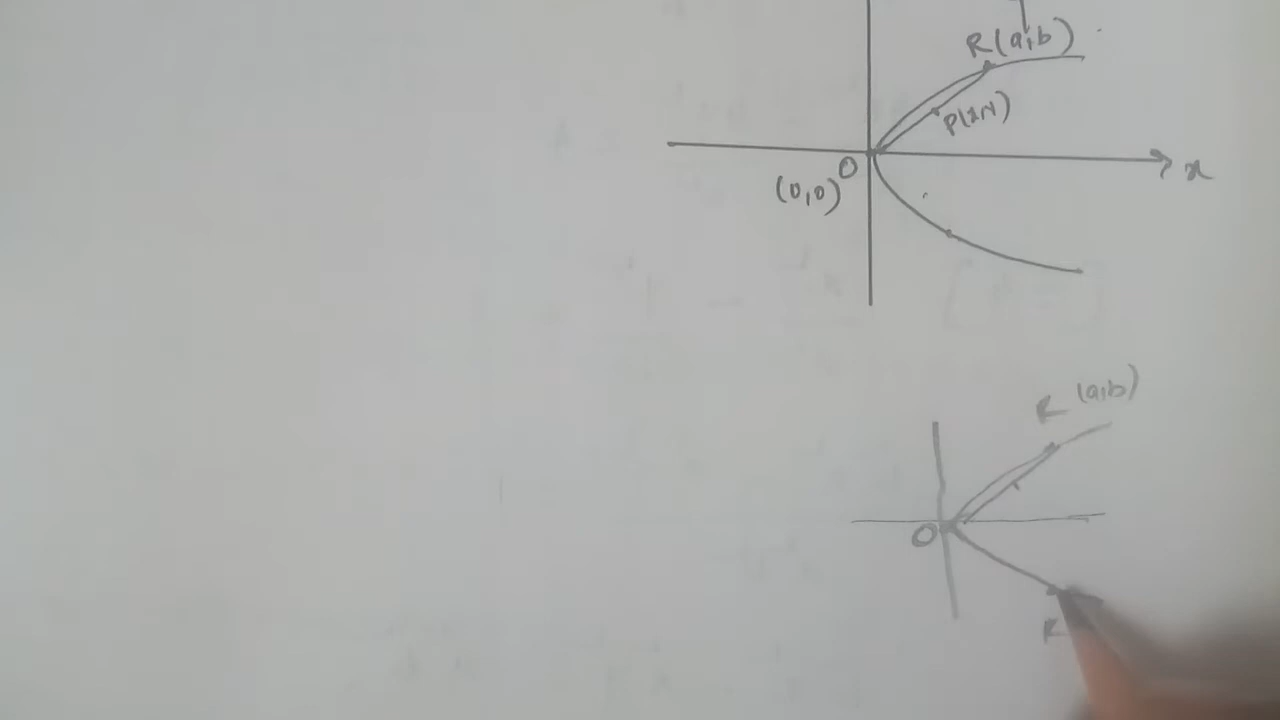 R(a,b)
P(x,y)
O
x
(0,0)
(a,b)
R
O
R